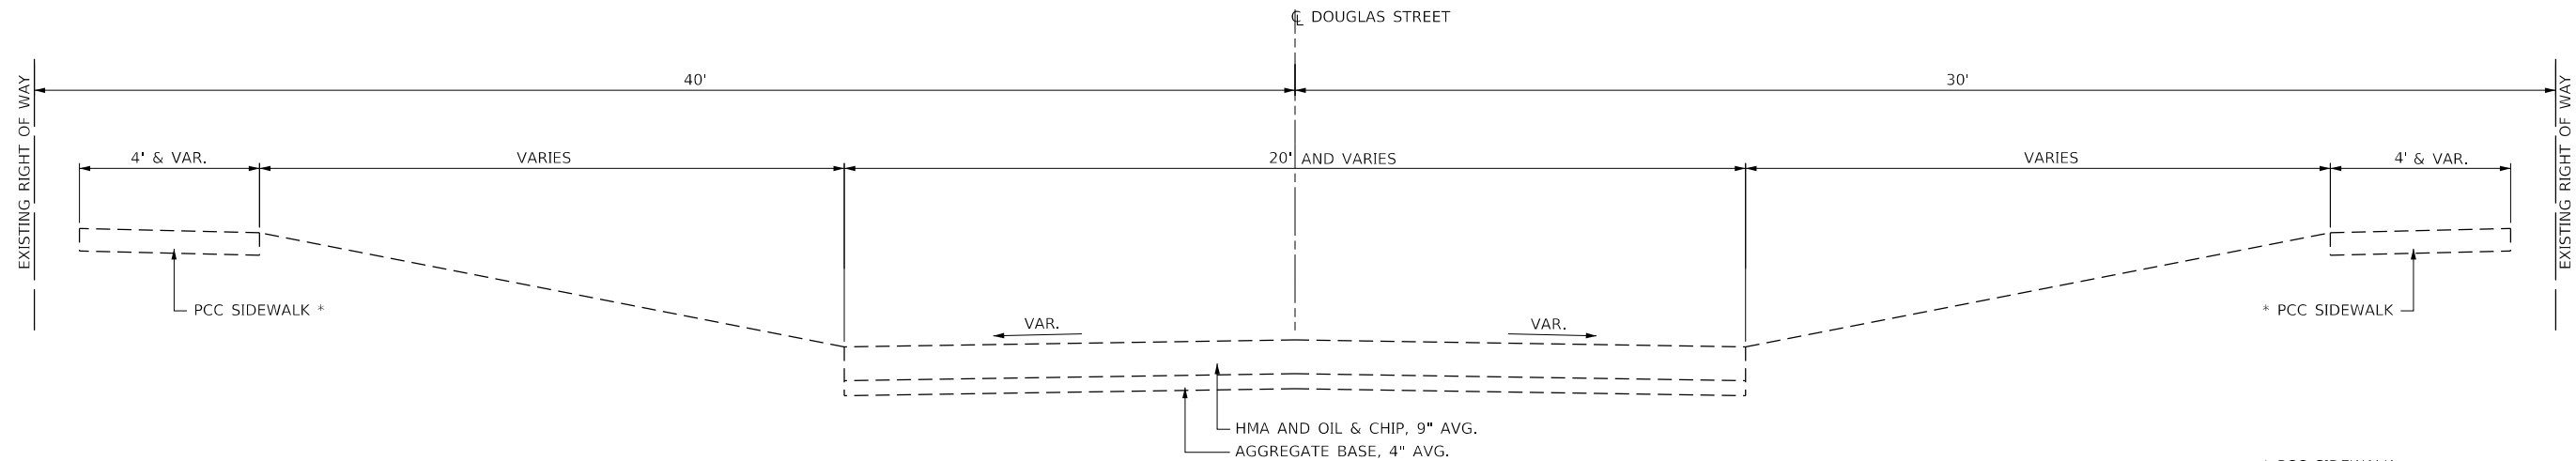 ℄ DOUGLAS STREET
EXISTING RIGHT OF WAY
40'
30'
EXISTING RIGHT OF WAY
4' & VAR.
VARIES
20' AND VARIES
VARIES
4' & VAR.
PCC SIDEWALK *
VAR.
VAR.
* PCC SIDEWALK
HMA AND OIL & CHIP, 9" AVG.
AGGREGATE BASE, 4" AVG.